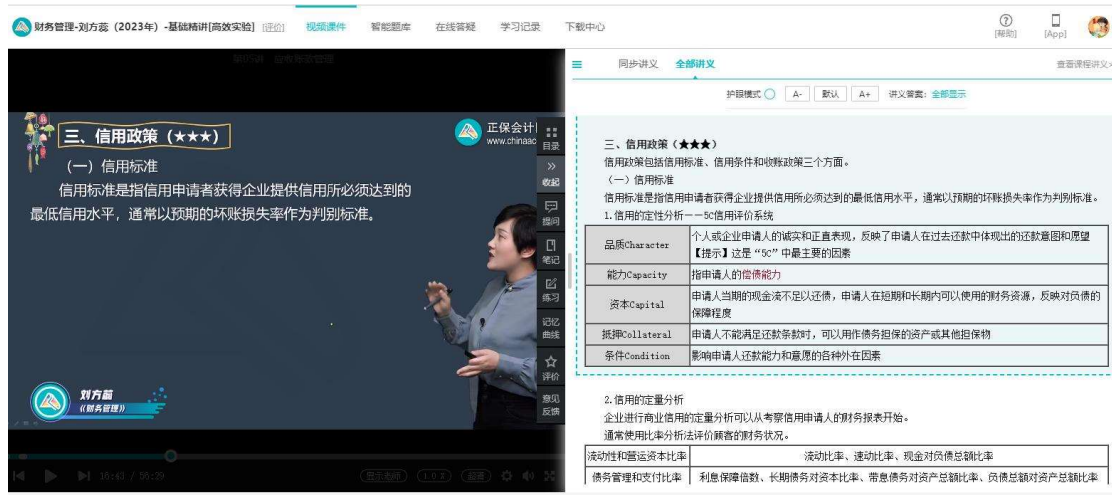 财务管理-刘方蕊（2023年）-基础精讲[高效实验] [评价] 视频课件 智能题库 在线答疑 学习记录 下载中心
[帮助] [App]
同步讲义 全部讲义 查看课程讲义>
护眼模式 A- 默认 A+ 讲义答案：全部显示
三、信用政策（★★★）
正保会计
www.chinaac
（一）信用标准
信用标准是指信用申请者获得企业提供信用所必须达到的
最低信用水平，通常以预期的坏账损失率作为判别标准。
刘方蕊
《财务管理》
目录
收起
提问
笔记
练习
记忆
曲线
评价
意见
反馈
16:43 / 56:39
显示老师 1.0 X 超清
三、信用政策（★★★）
信用政策包括信用标准、信用条件和收账政策三个方面。
（一）信用标准
信用标准是指信用申请者获得企业提供信用所必须达到的最低信用水平，通常以预期的坏账损失率作为判别标准。
1.信用的定性分析——5C信用评价系统
品质Character 个人或企业申请人的诚实和正直表现，反映了申请人在过去还款中体现出的还款意图和愿望
【提示】这是“5C”中最主要的因素
能力Capacity 指申请人的偿债能力
资本Capital 申请人当期的现金流不足以还债，申请人在短期和长期内可以使用的财务资源，反映对负债的
保障程度
抵押Collateral 申请人不能满足还款条款时，可以用作债务担保的资产或其他担保物
条件Condition 影响申请人还款能力和意愿的各种外在因素
2.信用的定量分析
企业进行商业信用的定量分析可以从考察信用申请人的财务报表开始。
通常使用比率分析法评价顾客的财务状况。
流动性和营运资本比率 流动比率、速动比率、现金对负债总额比率
债务管理和支付比率 利息保障倍数、长期债务对资本比率、带息债务对资产总额比率、负债总额对资产总额比率